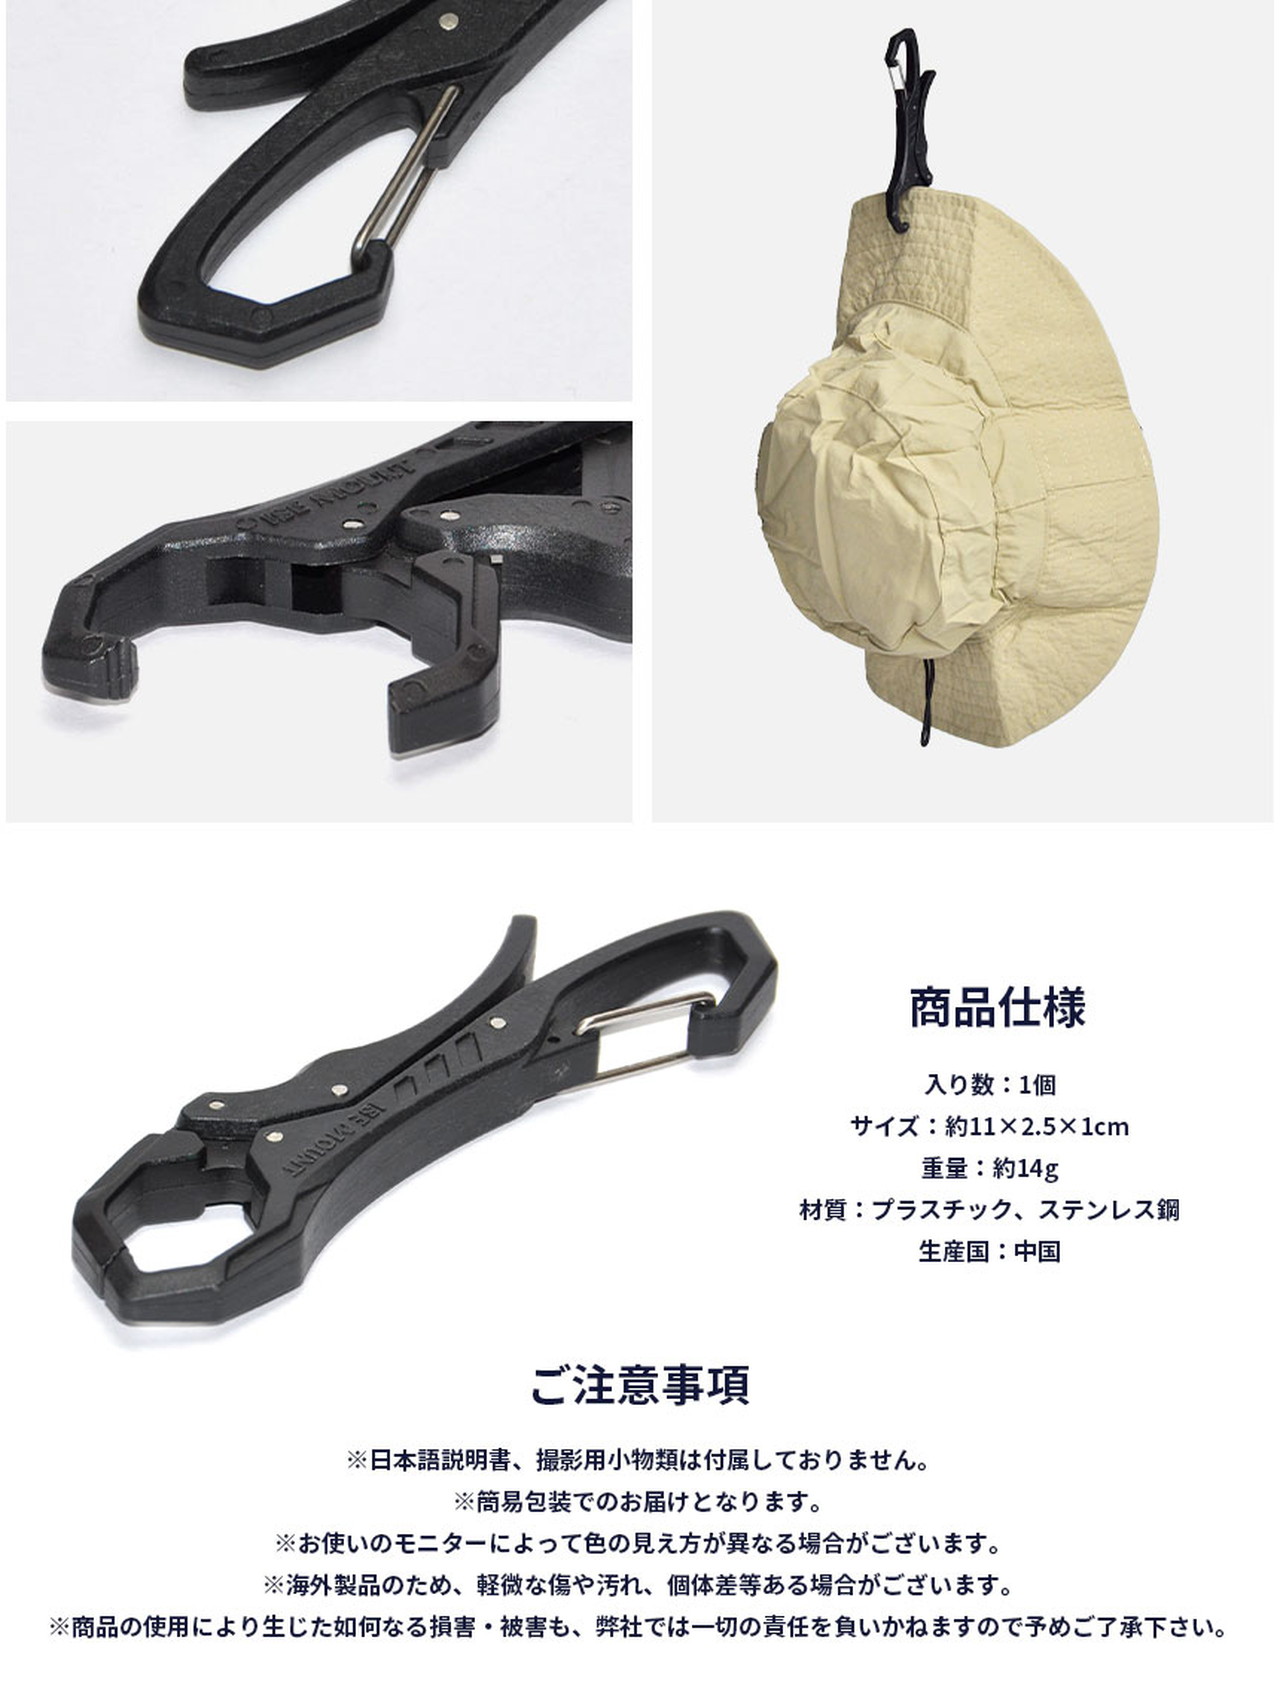 ISE MOUNT
ISE MOUNT
商品仕様
入り数：1個
サイズ：約11×2.5×1cm
重量：約14g
材質：プラスチック、ステンレス鋼
生産国：中国
ご注意事項
※日本語説明書、撮影用小物類は付属しておりません。
※簡易包装でのお届けとなります。
※お使いのモニターによって色の見え方が異なる場合がございます。
※海外製品のため、軽微な傷や汚れ、個体差等ある場合がございます。
※商品の使用により生じた如何なる損害・被害も、弊社では一切の責任を負いかねますので予めご了承下さい。